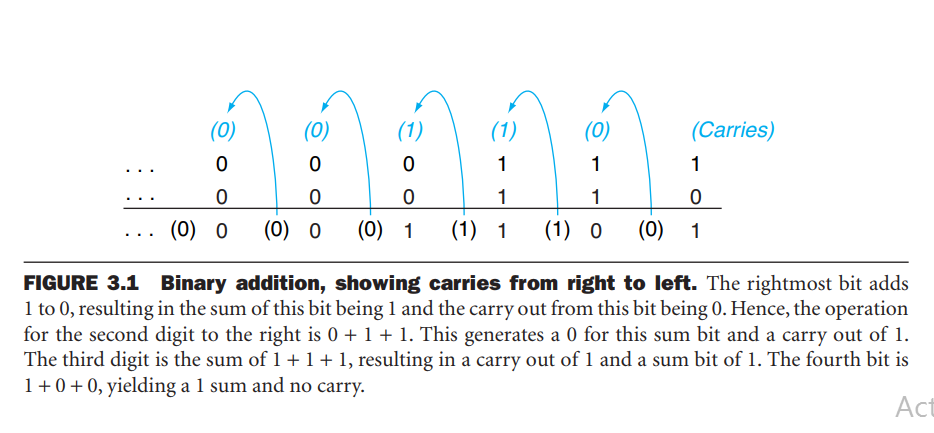 (0) (0) (1) (1) (0) (Carries)
. . . 0 0 0 1 1 1
. . . 0 0 0 1 1 0
. . . (0) 0 (0) 0 (0) 1 (1) 1 (1) 0 (0) 1
FIGURE 3.1 Binary addition, showing carries from right to left. The rightmost bit adds
1 to 0, resulting in the sum of this bit being 1 and the carry out from this bit being 0. Hence, the operation
for the second digit to the right is 0 + 1 + 1. This generates a 0 for this sum bit and a carry out of 1.
The third digit is the sum of 1 + 1 + 1, resulting in a carry out of 1 and a sum bit of 1. The fourth bit is
1 + 0 + 0, yielding a 1 sum and no carry.
Act